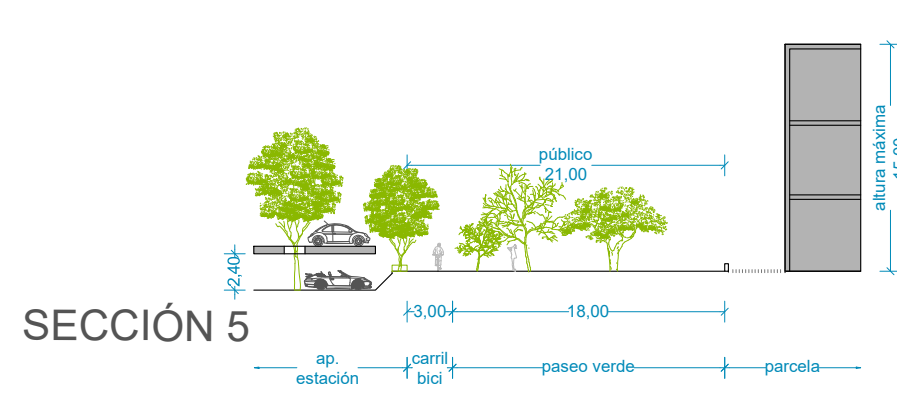 público
21,00
altura máxima
2,40
3,00
18,00
SECCIÓN 5
ap.
estación
carril
bici
paseo verde
parcela